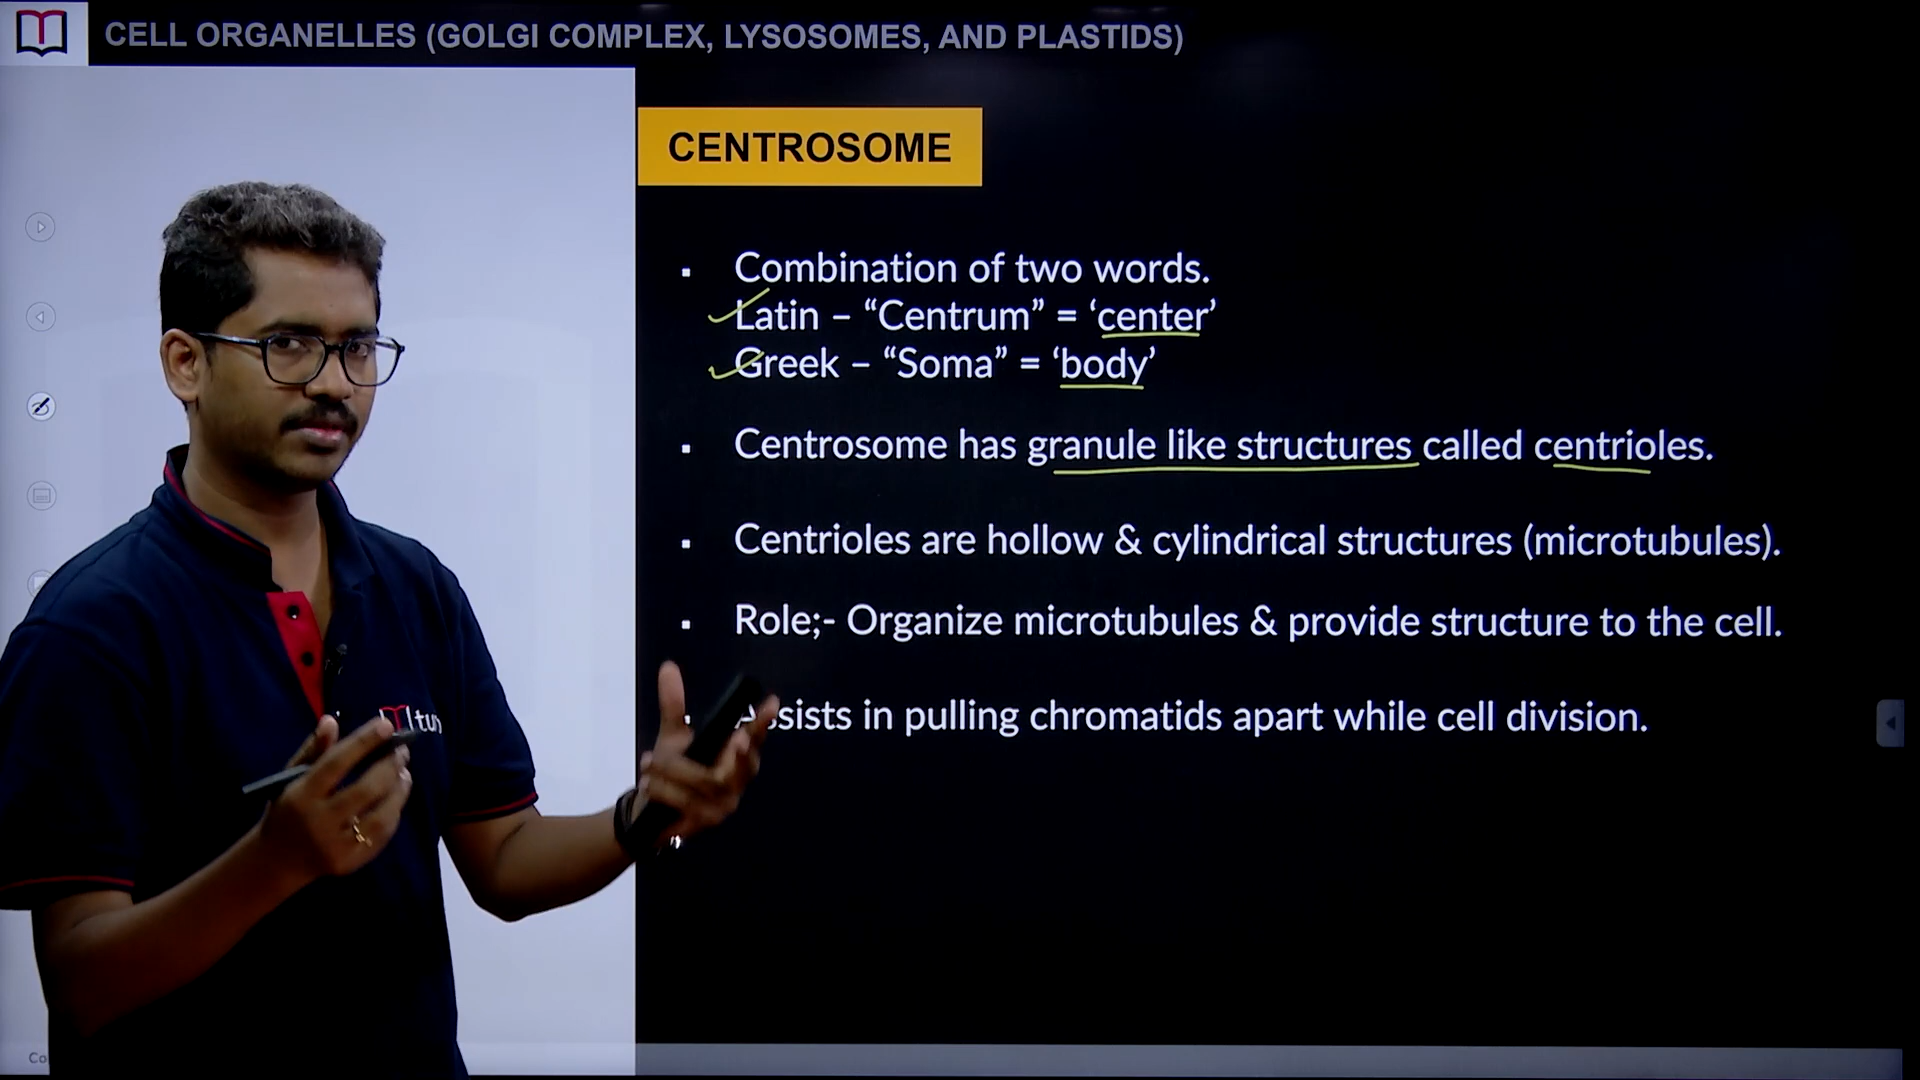 CELL ORGANELLES (GOLGI COMPLEX, LYSOSOMES, AND PLASTIDS)
CENTROSOME
▪ Combination of two words.
Latin – “Centrum” = ‘center’
Greek – “Soma” = ‘body’
▪ Centrosome has granule like structures called centrioles.
▪ Centrioles are hollow & cylindrical structures (microtubules).
▪ Role;- Organize microtubules & provide structure to the cell.
▪ Assists in pulling chromatids apart while cell division.